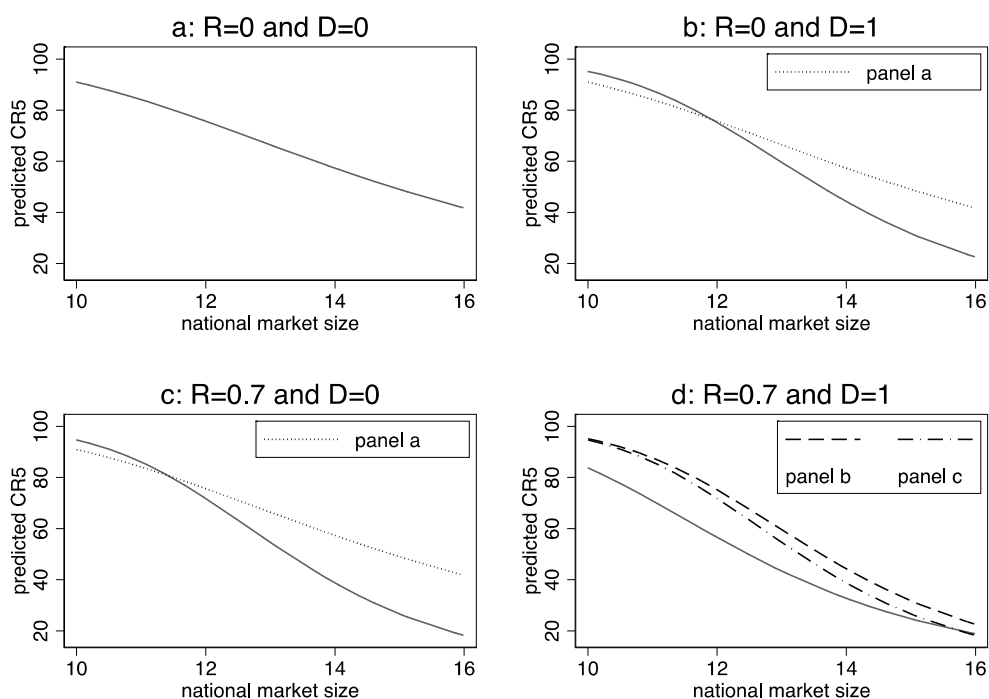 a: R=0 and D=0
predicted CR5
100
80
60
40
20
10
12
14
16
national market size
b: R=0 and D=1
panel a
predicted CR5
100
80
60
40
20
10
12
14
16
national market size
c: R=0.7 and D=0
panel a
predicted CR5
100
80
60
40
20
10
12
14
16
national market size
d: R=0.7 and D=1
panel b
panel c
predicted CR5
100
80
60
40
20
10
12
14
16
national market size